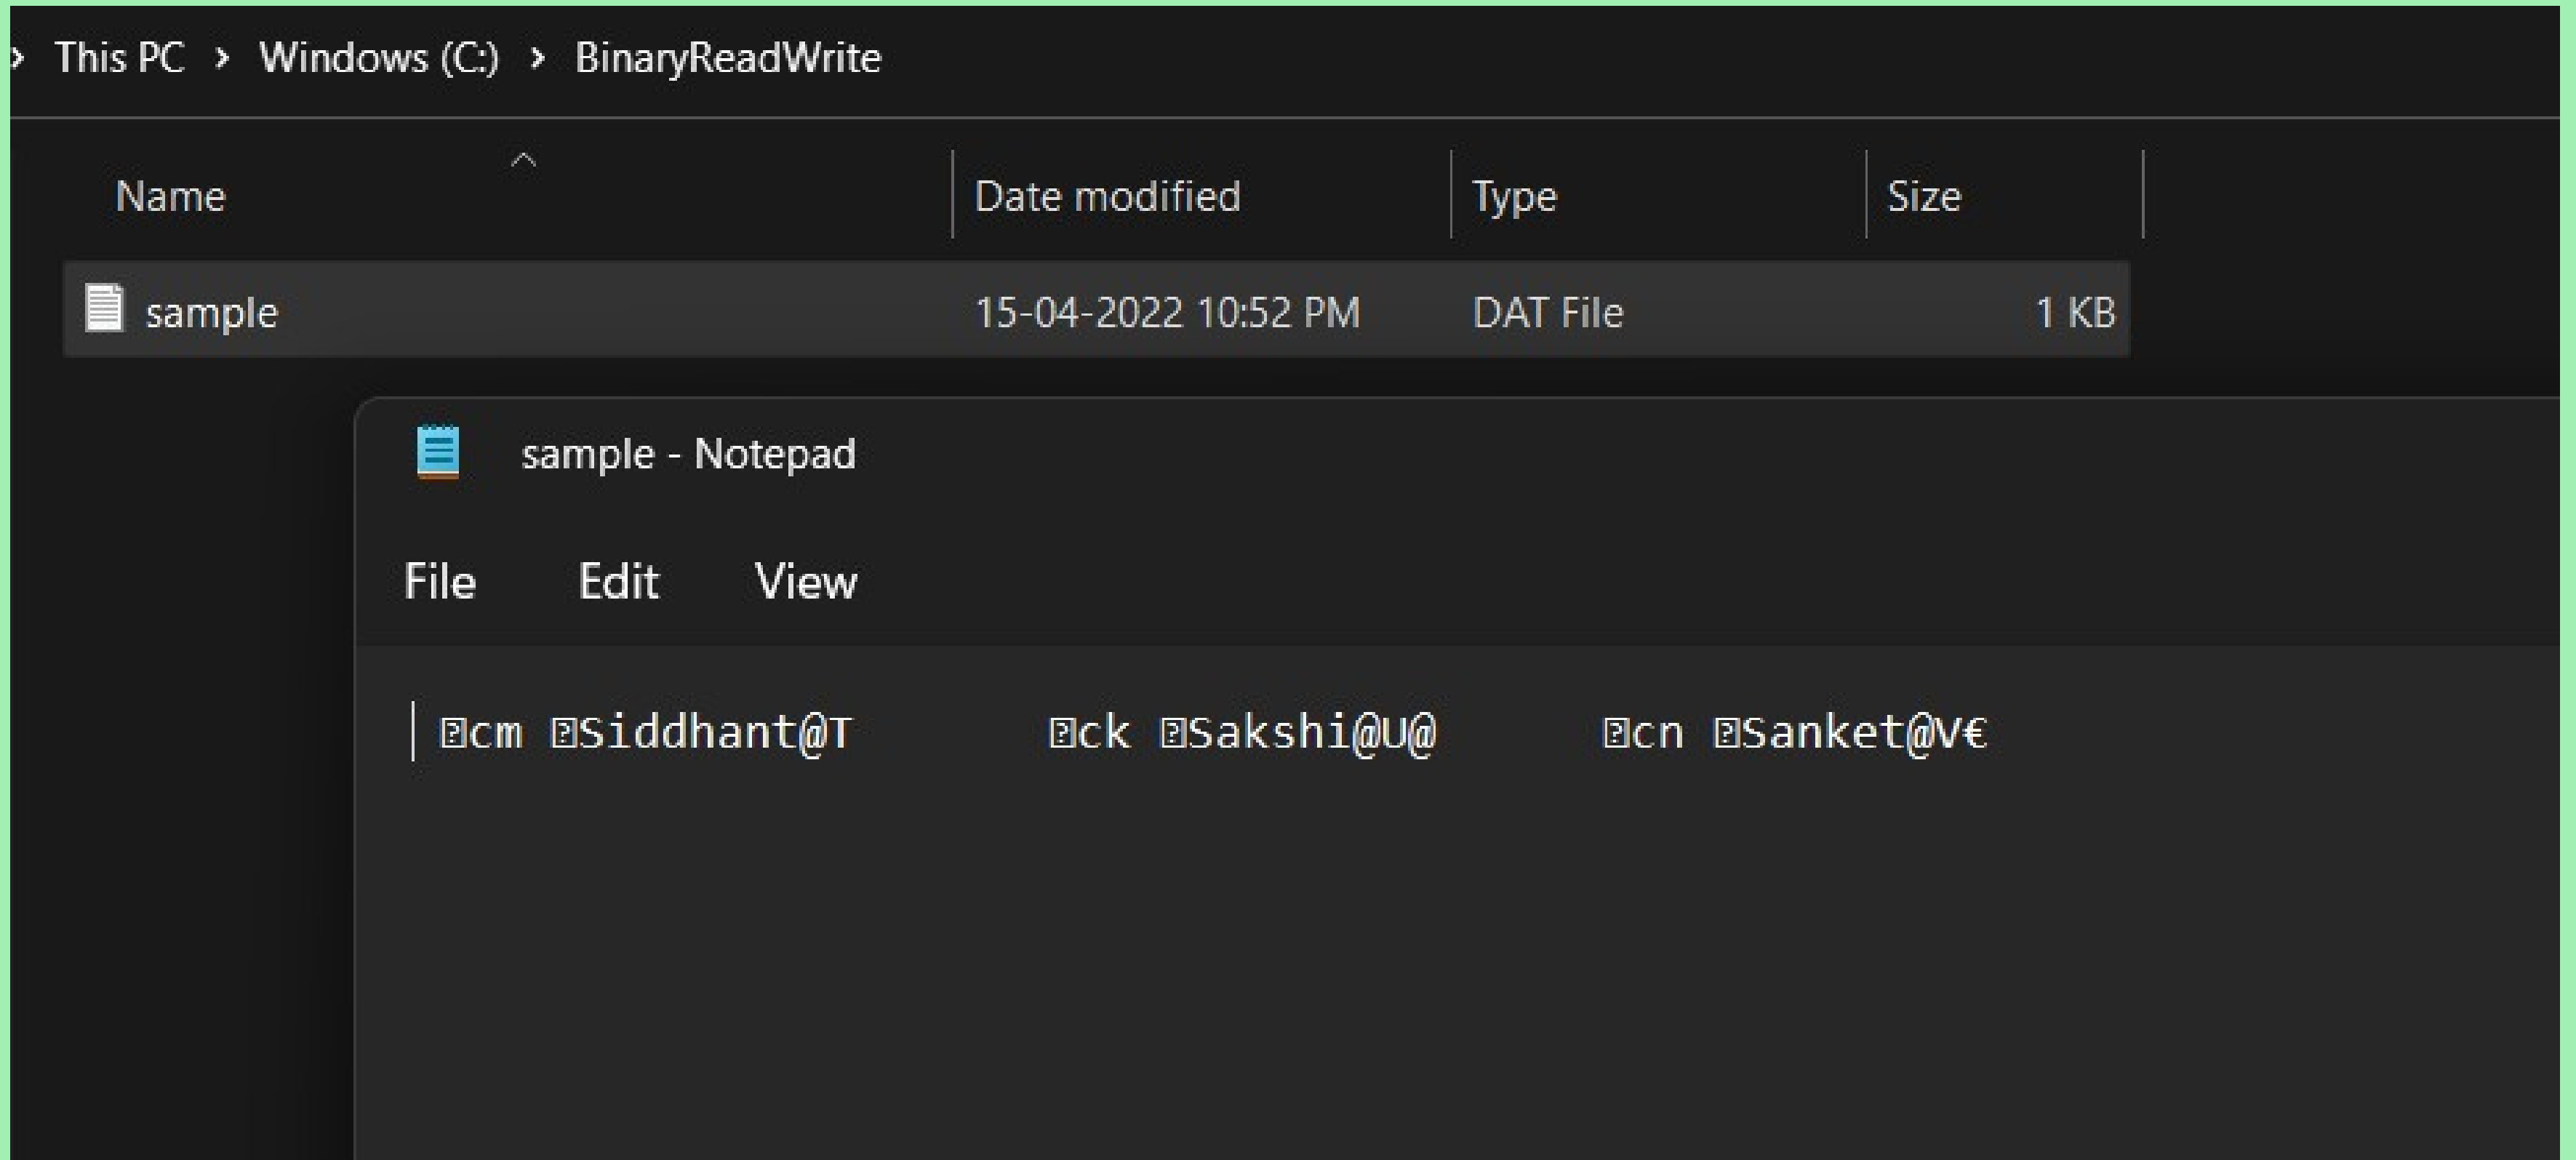 › This PC › Windows (C:) › BinaryReadWrite
Name Date modified Type Size
sample 15-04-2022 10:52 PM DAT File 1 KB
sample - Notepad
File Edit View
⍰cm ⍰Siddhant@T ⍰ck ⍰Sakshi@U@ ⍰cn ⍰Sanket@V€